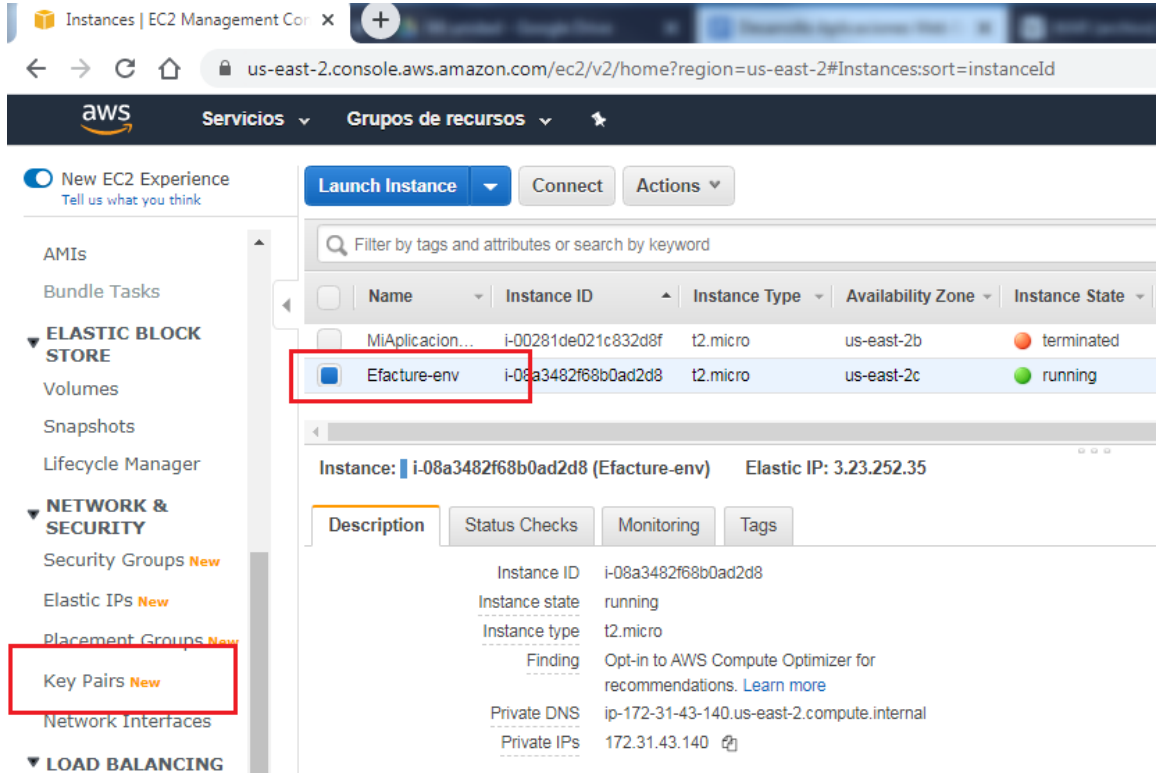 Instances | EC2 Management Con
us-east-2.console.aws.amazon.com/ec2/v2/home?region=us-east-2#Instances:sort=instanceId
aws Servicios Grupos de recursos
New EC2 Experience
Tell us what you think
Launch Instance Connect Actions
AMIs
Bundle Tasks
ELASTIC BLOCK
STORE
Volumes
Snapshots
Lifecycle Manager
NETWORK &
SECURITY
Security Groups New
Elastic IPs New
Placement Groups New
Key Pairs New
Network Interfaces
LOAD BALANCING
Filter by tags and attributes or search by keyword
Name Instance ID Instance Type Availability Zone Instance State
MiAplicacion... i-00281de021c832d8f t2.micro us-east-2b terminated
Efacture-env i-08a3482f68b0ad2d8 t2.micro us-east-2c running
Instance: i-08a3482f68b0ad2d8 (Efacture-env) Elastic IP: 3.23.252.35
Description Status Checks Monitoring Tags
Instance ID i-08a3482f68b0ad2d8
Instance state running
Instance type t2.micro
Finding Opt-in to AWS Compute Optimizer for
recommendations. Learn more
Private DNS ip-172-31-43-140.us-east-2.compute.internal
Private IPs 172.31.43.140